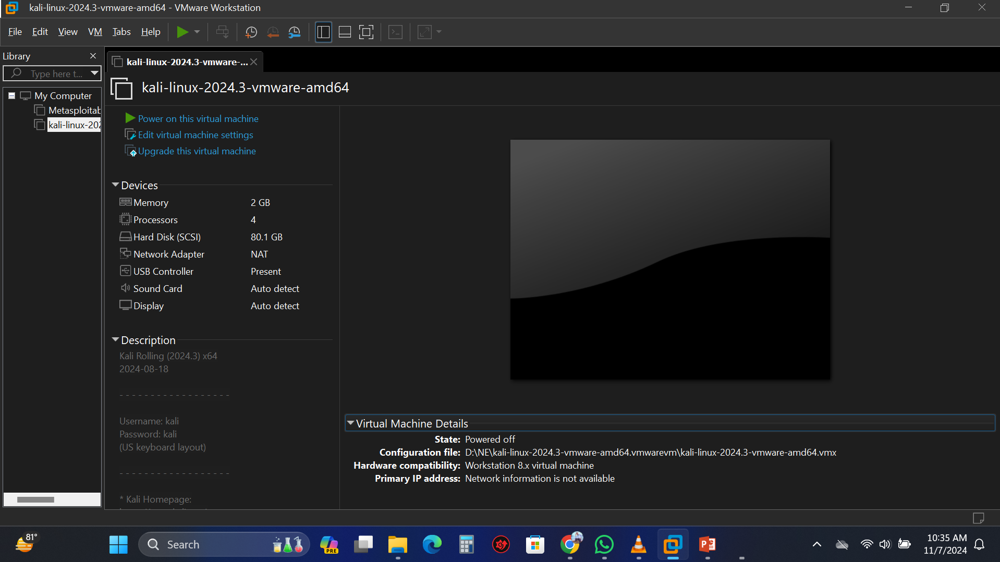 kali-linux-2024.3-vmware-amd64 - VMware Workstation
File Edit View VM Tabs Help
Library
Type here t...
My Computer
Metasploitab
kali-linux-202
kali-linux-2024.3-vmware-...
kali-linux-2024.3-vmware-amd64
Power on this virtual machine
Edit virtual machine settings
Upgrade this virtual machine
Devices
Memory 2 GB
Processors 4
Hard Disk (SCSI) 80.1 GB
Network Adapter NAT
USB Controller Present
Sound Card Auto detect
Display Auto detect
Description
Kali Rolling (2024.3) x64
2024-08-18
- - - - - - - - - - - - - - - - - -
Username: kali
Password: kali
(US keyboard layout)
- - - - - - - - - - - - - - - - - -
* Kali Homepage:
Virtual Machine Details
State: Powered off
Configuration file: D:\NE\kali-linux-2024.3-vmware-amd64.vmwarevm\kali-linux-2024.3-vmware-amd64.vmx
Hardware compatibility: Workstation 8.x virtual machine
Primary IP address: Network information is not available
81°
Search
PRE
10:35 AM
11/7/2024